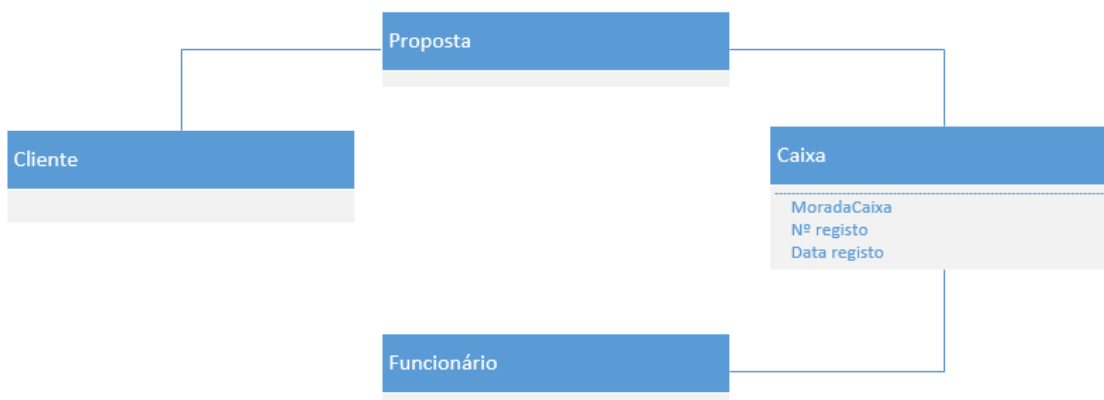 Proposta
Cliente
Caixa
MoradaCaixa
Nº registo
Data registo
Funcionário